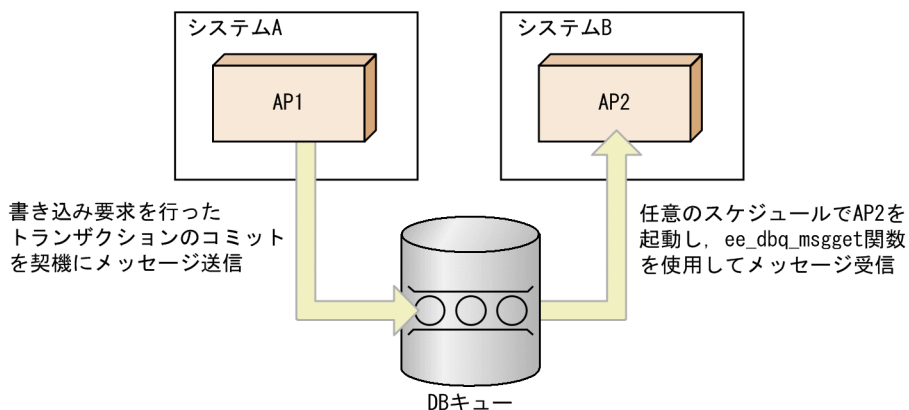 システムA
AP1
システムB
AP2
書き込み要求を行った
トランザクションのコミット
を契機にメッセージ送信
任意のスケジュールでAP2を
起動し，ee_dbq_msgget関数
を使用してメッセージ受信
DBキュー